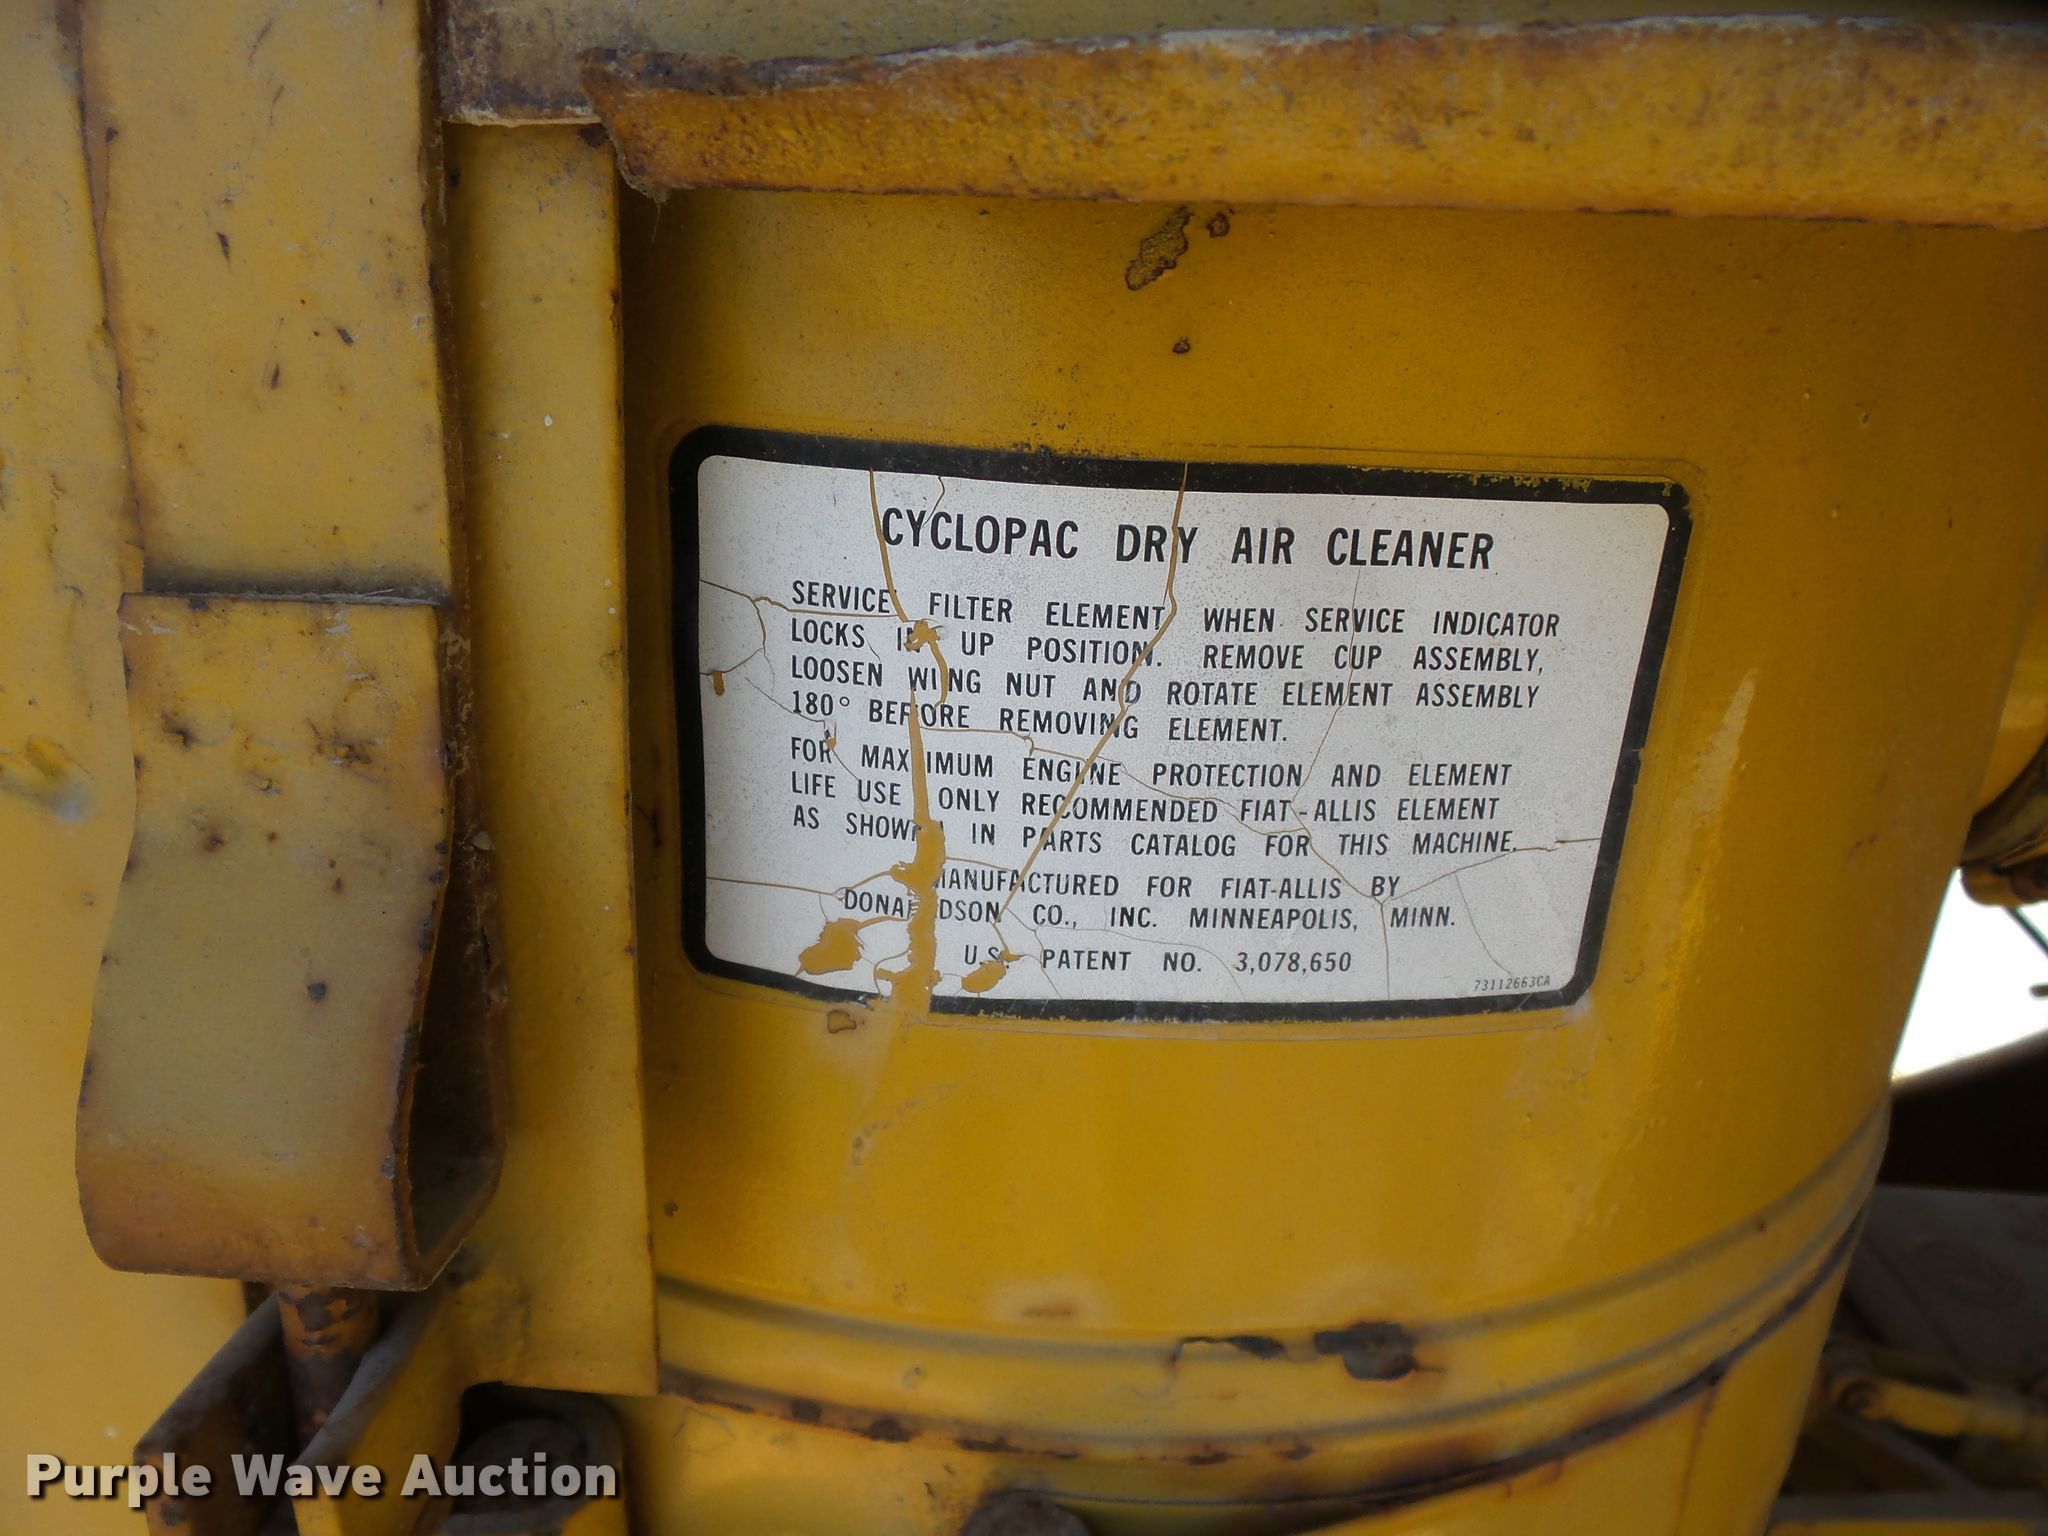 CYCLOPAC DRY AIR CLEANER
SERVICE FILTER ELEMENT WHEN SERVICE INDICATOR
LOCKS IN UP POSITION. REMOVE CUP ASSEMBLY,
LOOSEN WING NUT AND ROTATE ELEMENT ASSEMBLY
180° BEFORE REMOVING ELEMENT.
FOR MAXIMUM ENGINE PROTECTION AND ELEMENT
LIFE USE ONLY RECOMMENDED FIAT-ALLIS ELEMENT
AS SHOWN IN PARTS CATALOG FOR THIS MACHINE.
MANUFACTURED FOR FIAT-ALLIS BY
DONALDSON CO., INC. MINNEAPOLIS, MINN.
U.S. PATENT NO. 3,078,650
73112663CA
Purple Wave Auction